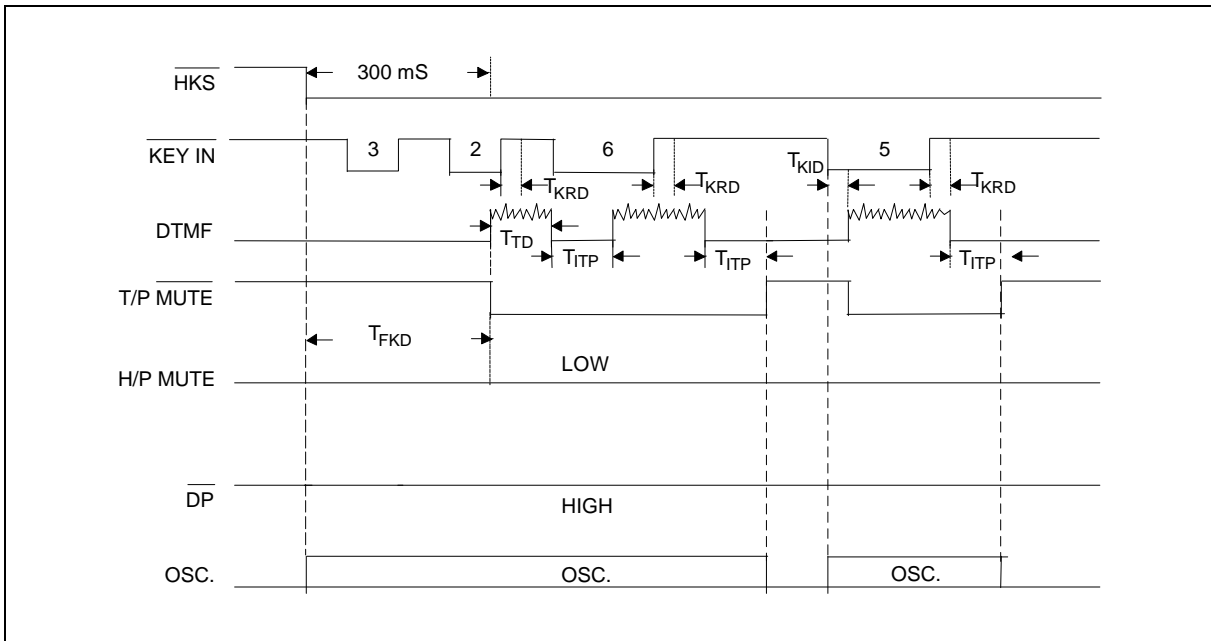 300 mS
HKS
KEY IN 3 2 6 5
TKID
TKRD TKRD TKRD
DTMF
TTD
TITP TITP TITP
T/P MUTE
TFKD
LOW
H/P MUTE
DP
HIGH
OSC. OSC. OSC.